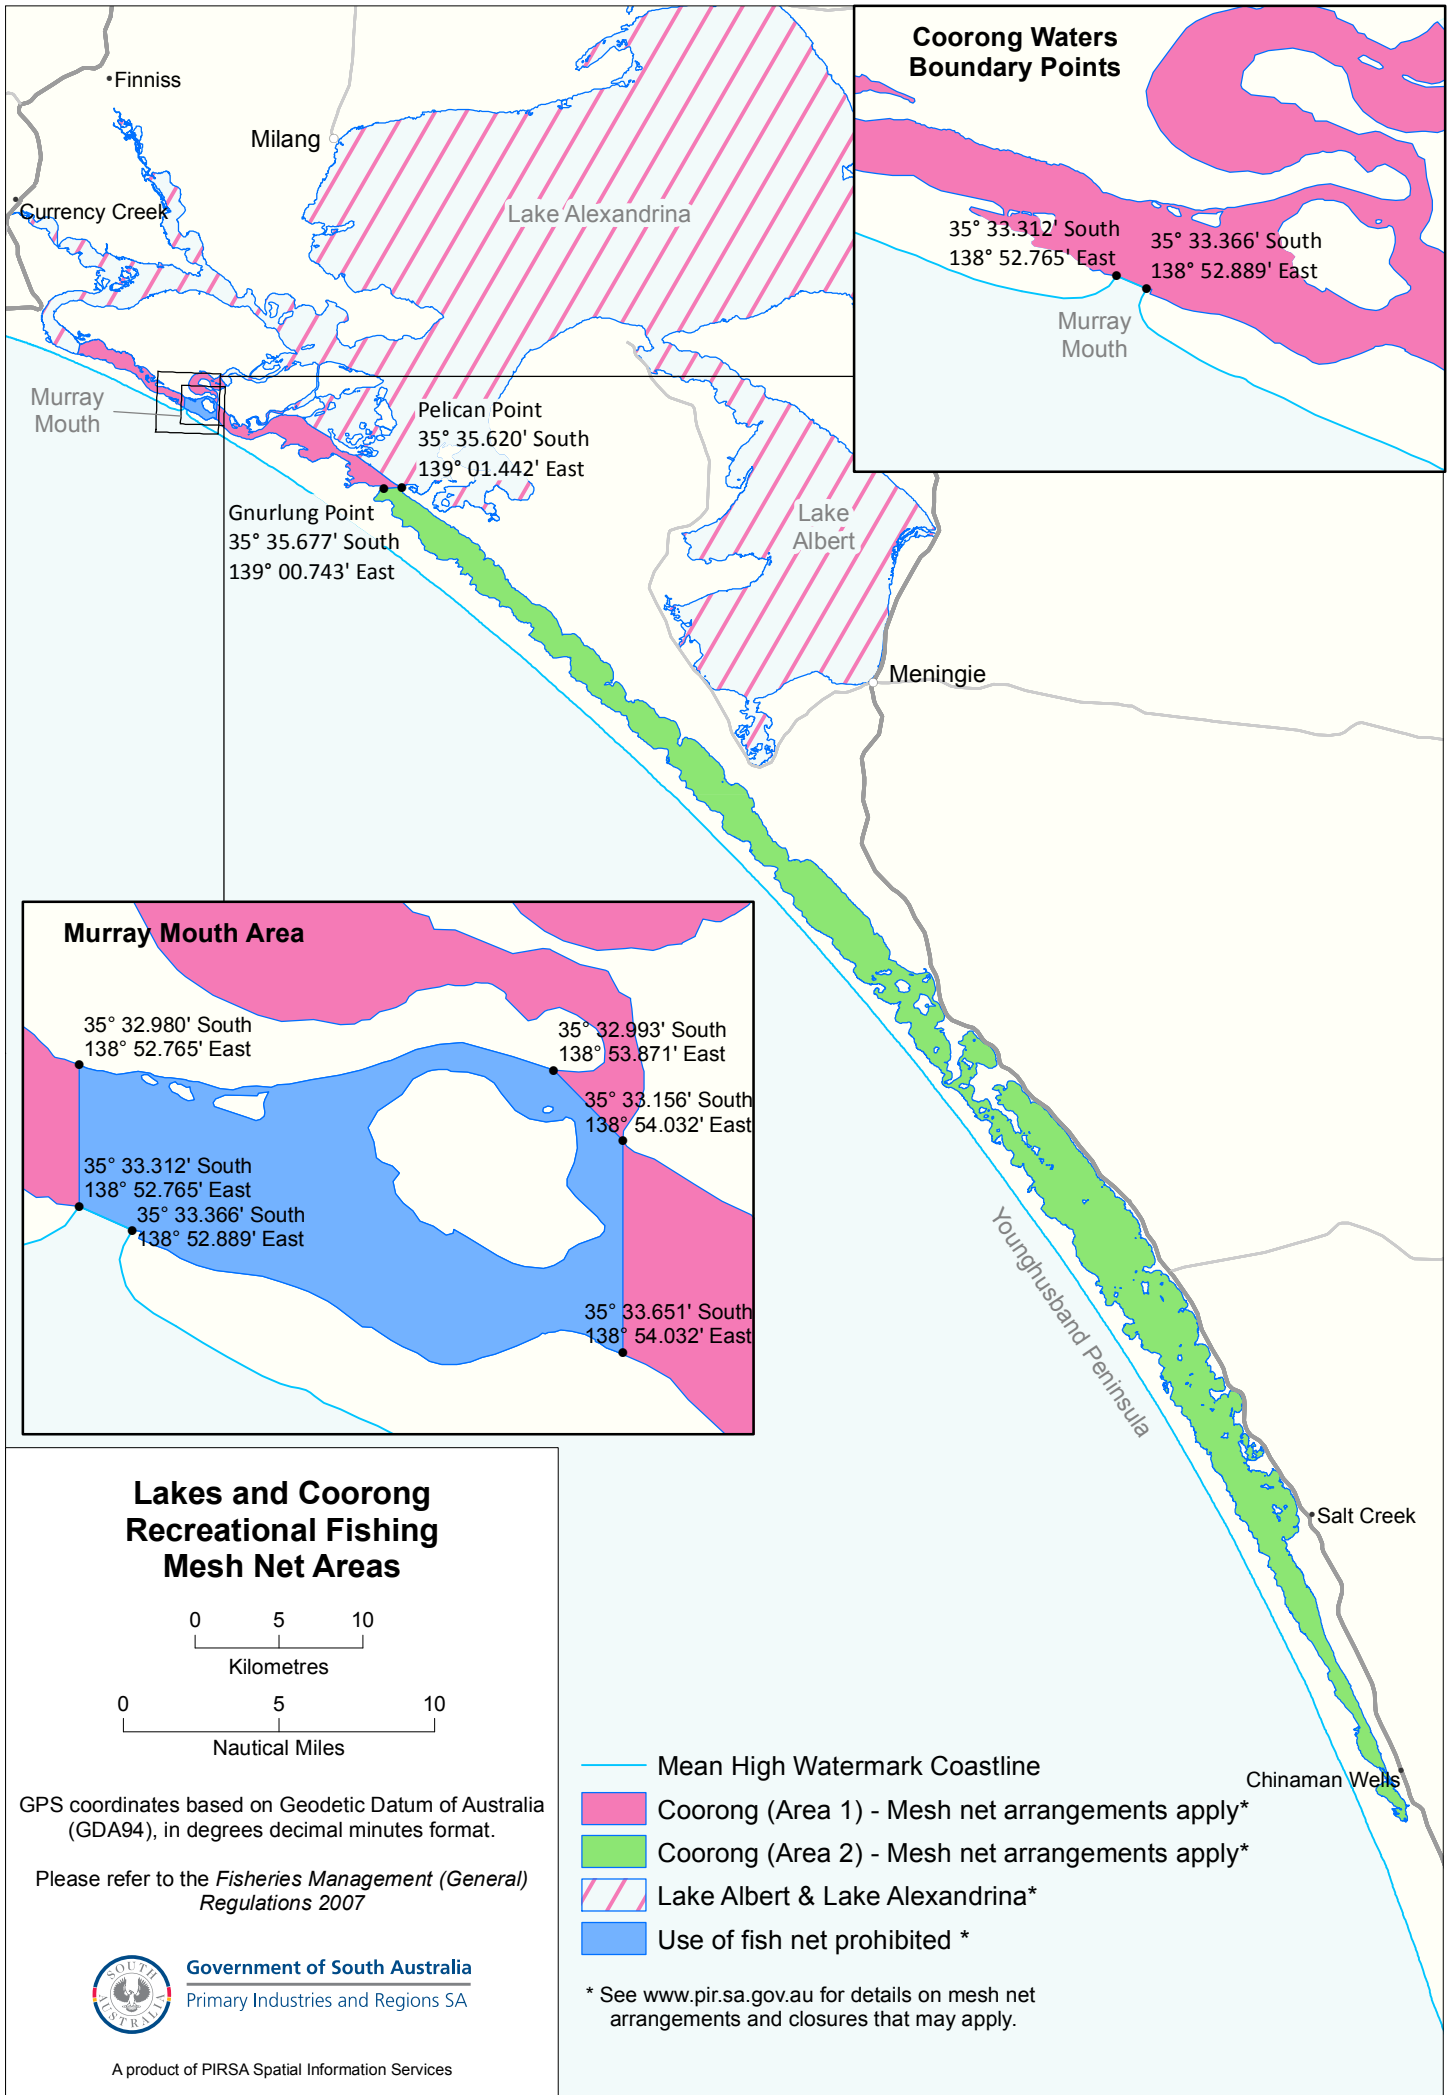 Finniss
Milang
Currency Creek
Lake Alexandrina
Coorong Waters
Boundary Points
35° 33.312' South
138° 52.765' East
35° 33.366' South
138° 52.889' East
Murray
Mouth
Murray
Mouth
Pelican Point
35° 35.620' South
139° 01.442' East
Gnurlung Point
35° 35.677' South
139° 00.743' East
Lake
Albert
Meningie
Murray Mouth Area
35° 32.980' South
138° 52.765' East
35° 32.993' South
138° 53.871' East
35° 33.156' South
138° 54.032' East
35° 33.312' South
138° 52.765' East
35° 33.366' South
138° 52.889' East
35° 33.651' South
138° 54.032' East
Younghusband Peninsula
Salt Creek
Chinaman Wells
Lakes and Coorong
Recreational Fishing
Mesh Net Areas
0 5 10
Kilometres
0 5 10
Nautical Miles
GPS coordinates based on Geodetic Datum of Australia
(GDA94), in degrees decimal minutes format.
Please refer to the Fisheries Management (General)
Regulations 2007
SOUTH
AUSTRALIA
Government of South Australia
Primary Industries and Regions SA
A product of PIRSA Spatial Information Services
Mean High Watermark Coastline
Coorong (Area 1) - Mesh net arrangements apply*
Coorong (Area 2) - Mesh net arrangements apply*
Lake Albert & Lake Alexandrina*
Use of fish net prohibited *
* See www.pir.sa.gov.au for details on mesh net
arrangements and closures that may apply.